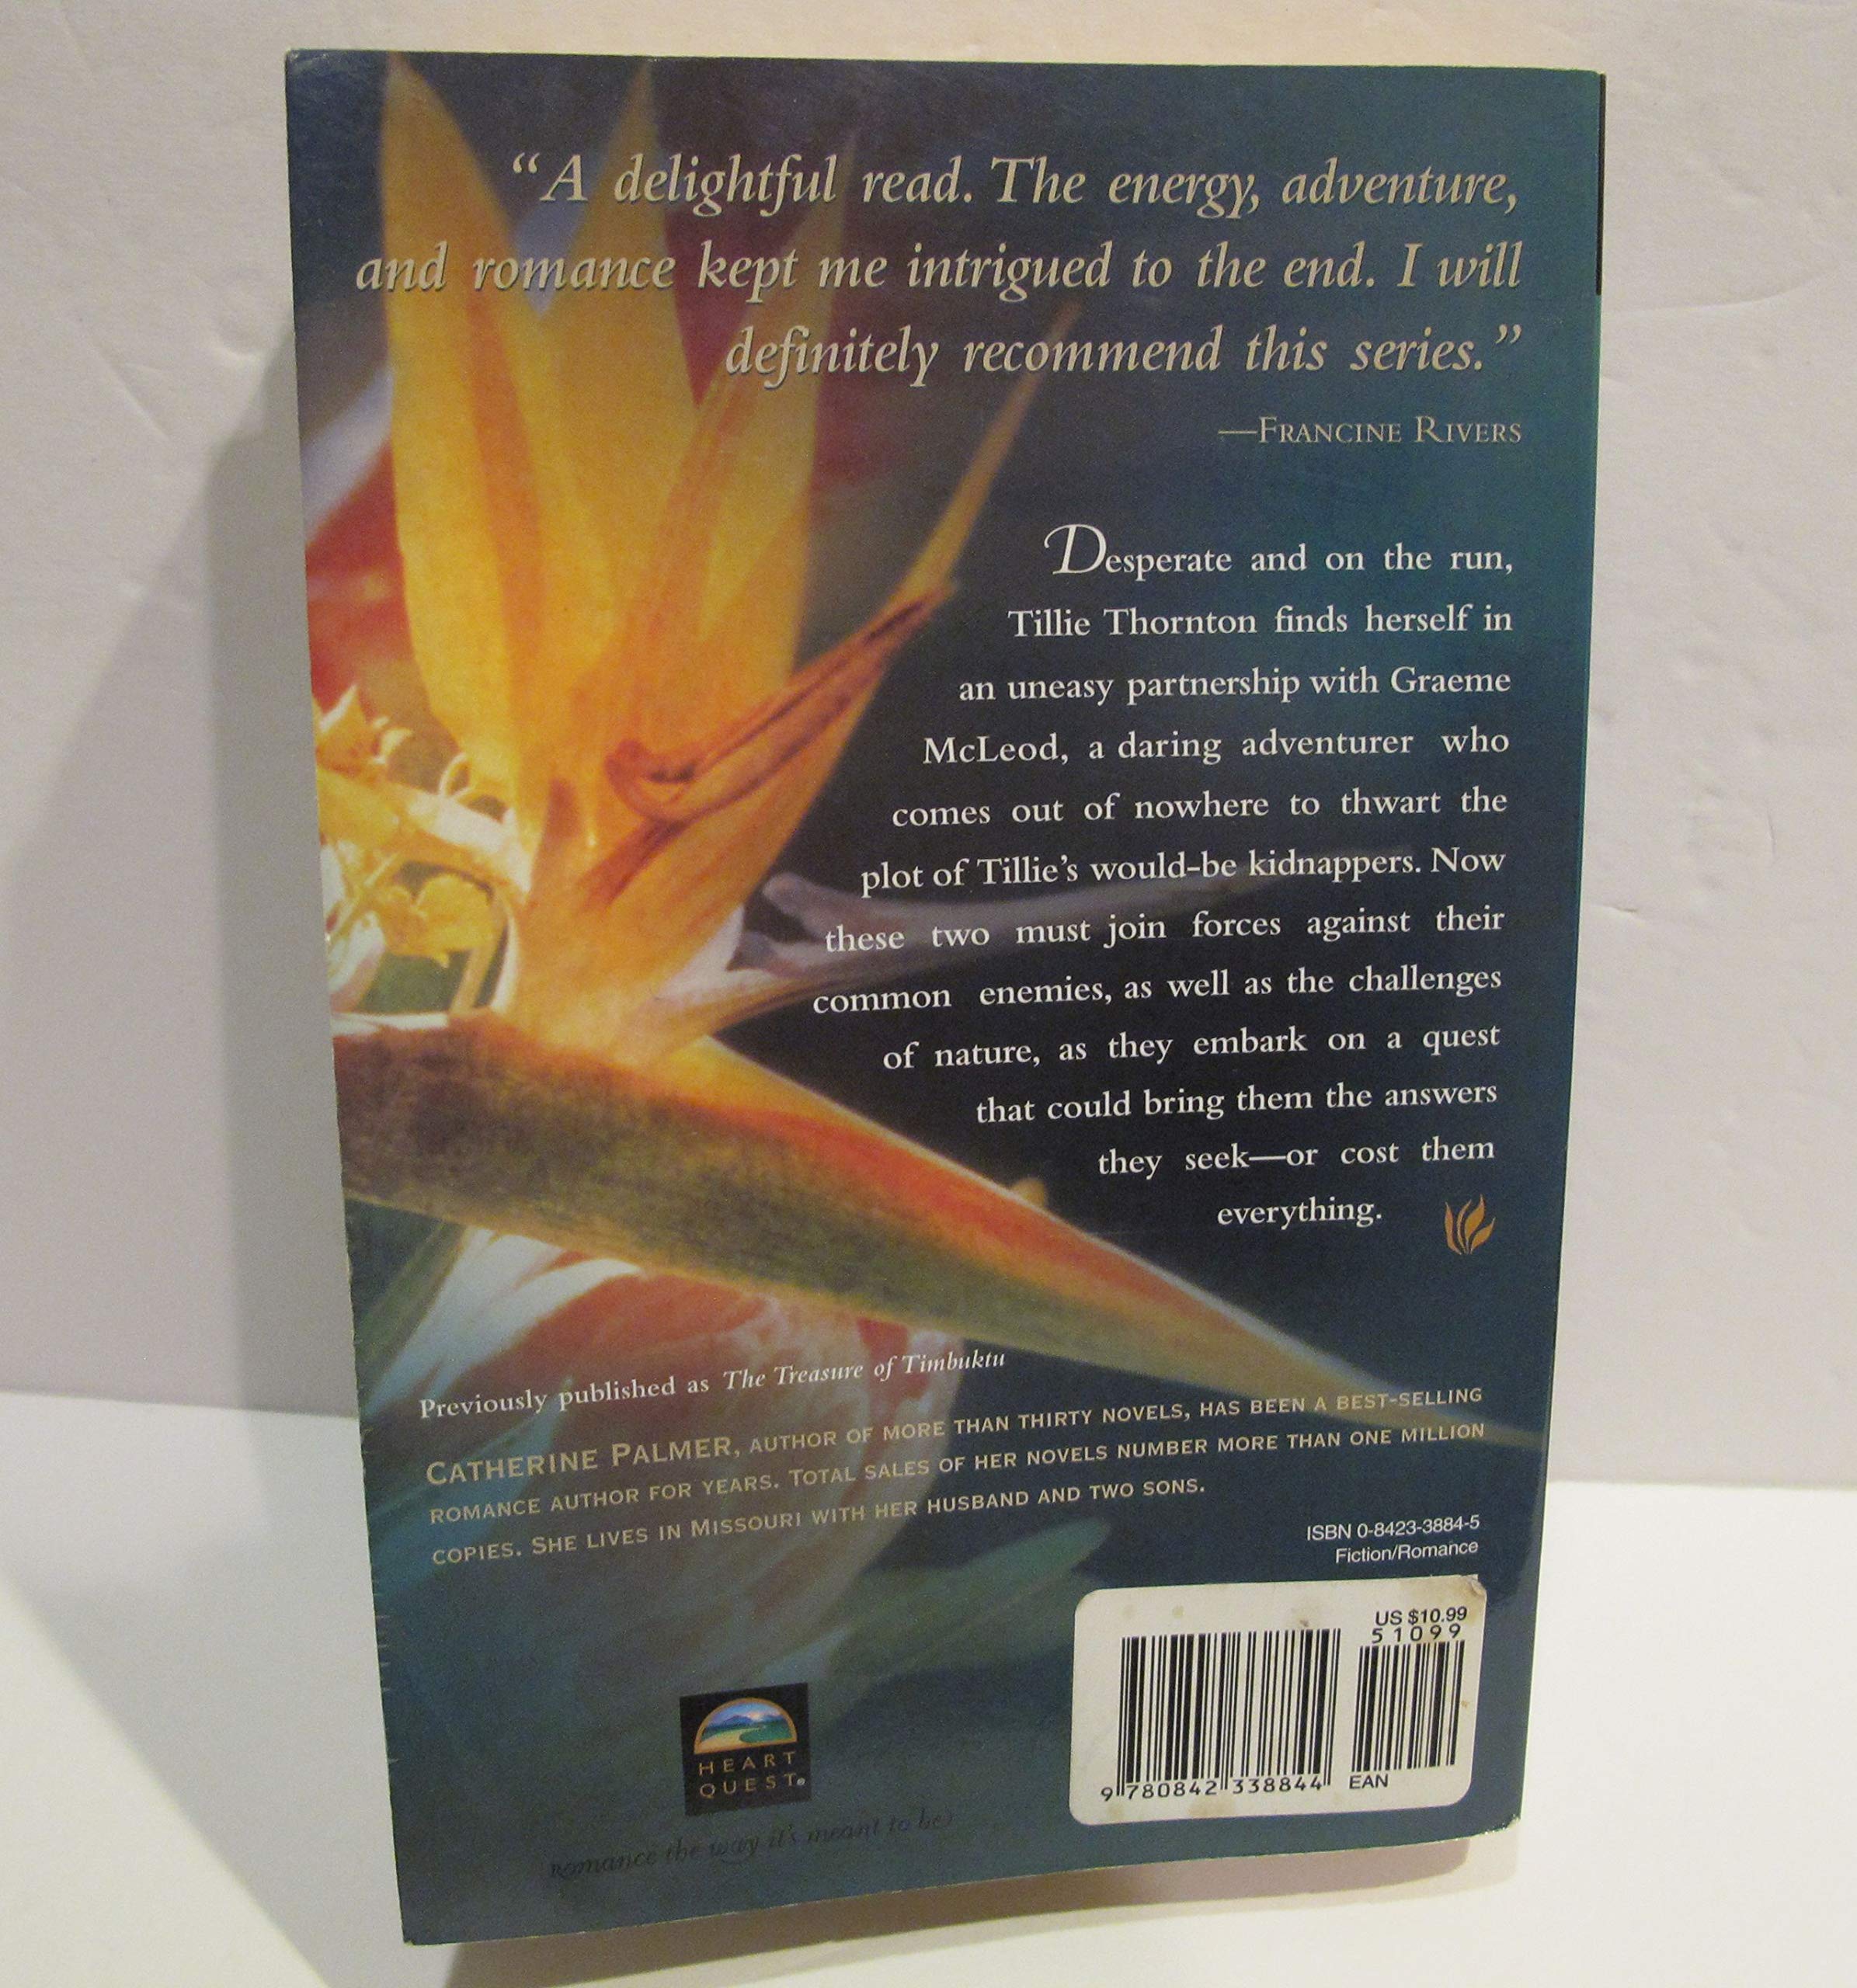 “A delightful read. The energy, adventure,
and romance kept me intrigued to the end. I will
definitely recommend this series.”
—FRANCINE RIVERS
Desperate and on the run,
Tillie Thornton finds herself in
an uneasy partnership with Graeme
McLeod, a daring adventurer who
comes out of nowhere to thwart the
plot of Tillie’s would-be kidnappers. Now
these two must join forces against their
common enemies, as well as the challenges
of nature, as they embark on a quest
that could bring them the answers
they seek—or cost them
everything.
Previously published as The Treasure of Timbuktu
CATHERINE PALMER, AUTHOR OF MORE THAN THIRTY NOVELS, HAS BEEN A BEST-SELLING
ROMANCE AUTHOR FOR YEARS. TOTAL SALES OF HER NOVELS NUMBER MORE THAN ONE MILLION
COPIES. SHE LIVES IN MISSOURI WITH HER HUSBAND AND TWO SONS.
ISBN 0-8423-3884-5
Fiction/Romance
US $10.99
51099
9 780842 338844 EAN
HEART
QUEST®
Romance the way it’s meant to be